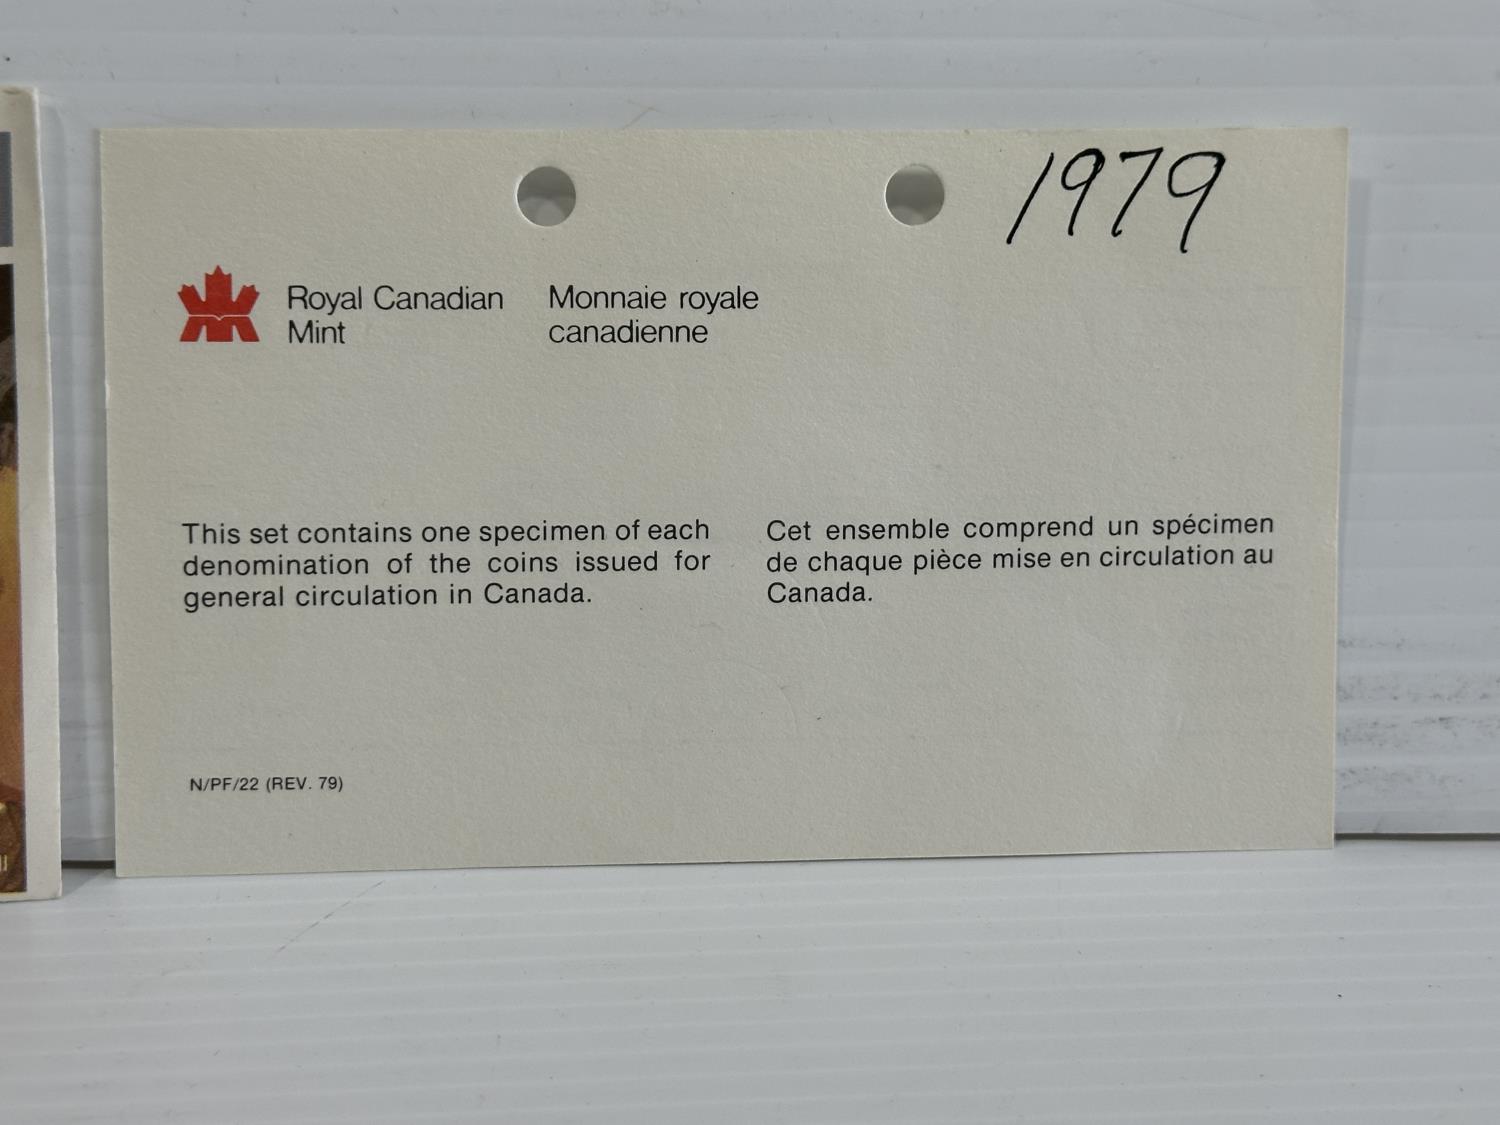 1979
Royal Canadian
Mint
Monnaie royale
canadienne
This set contains one specimen of each
denomination of the coins issued for
general circulation in Canada.
Cet ensemble comprend un spécimen
de chaque pièce mise en circulation au
Canada.
N/PF/22 (REV. 79)